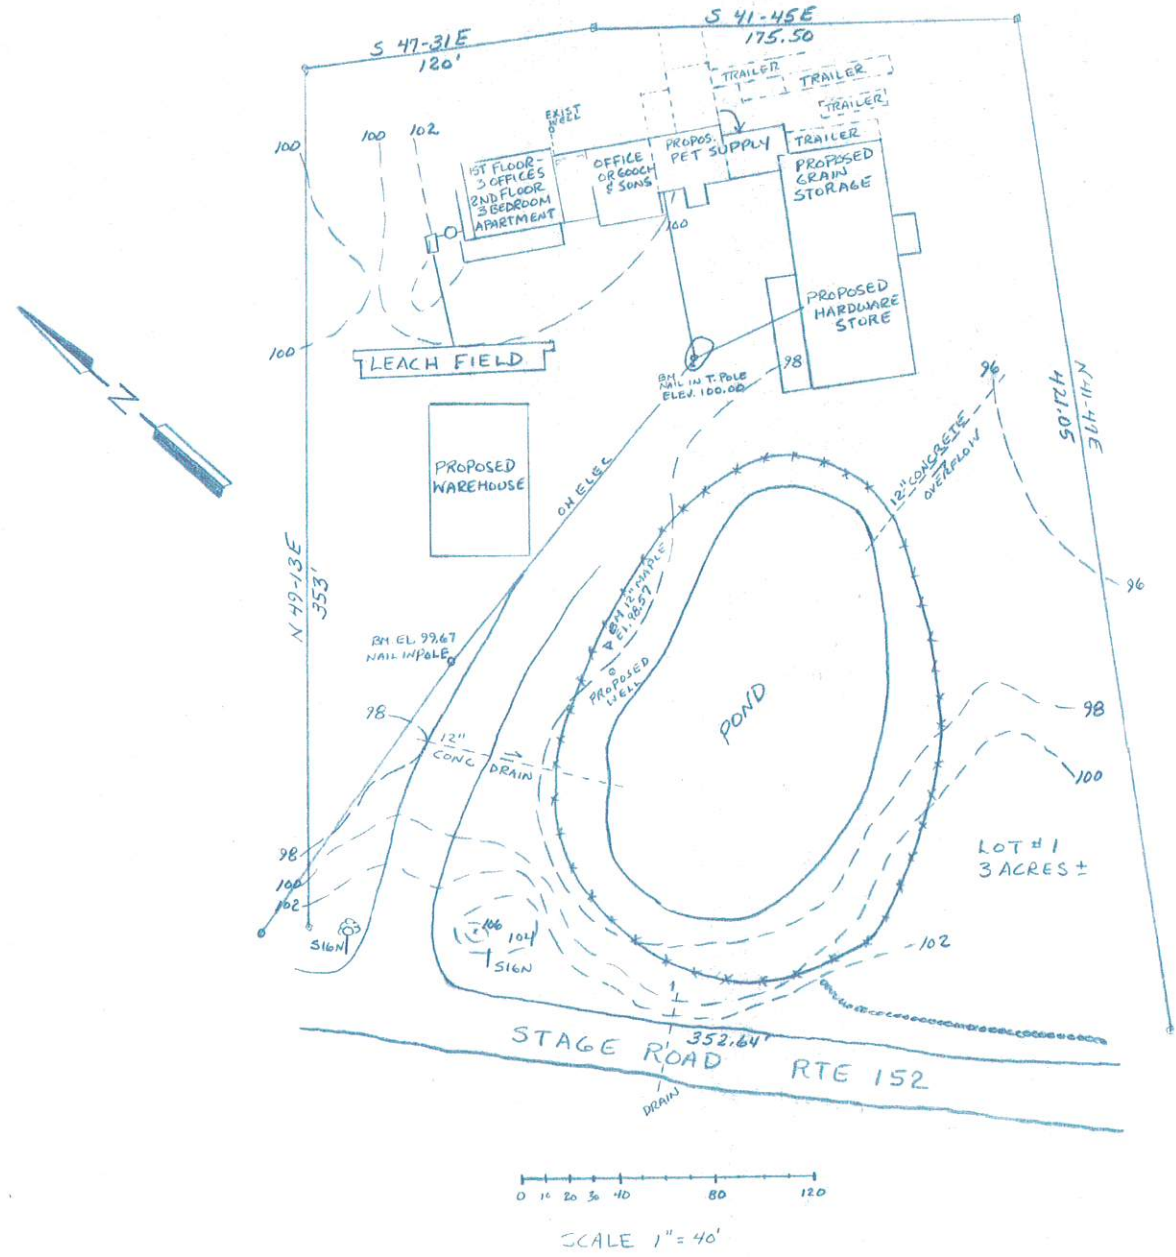 S 47-31E
120'
S 41-45E
175.50
TRAILER
TRAILER
TRAILER
TRAILER
EXIST
WELL
100
100
102
1ST FLOOR-
3 OFFICES
2ND FLOOR
3 BEDROOM
APARTMENT
OFFICE
OR GOOCH
& SONS
PROPOS.
PET SUPPLY
PROPOSED
GRAIN
STORAGE
100
PROPOSED
HARDWARE
STORE
100
LEACH FIELD
BM
NAIL IN T. POLE
ELEV. 100.00
98
96
N 41-49E
421.05
N
PROPOSED
WAREHOUSE
OH ELEC
12" CONCRETE
OVERFLOW
96
N 49-13E
353'
BM 12" MAPLE
El. 98.57
BM EL 99.67
NAIL IN POLE
PROPOSED
WELL
POND
98
12"
CONC DRAIN
98
100
98
100
102
LOT #1
3 ACRES ±
106
104
SIGN
SIGN
102
352.64'
STAGE ROAD RTE 152
DRAIN
0 10 20 30 40 80 120
SCALE 1" = 40'